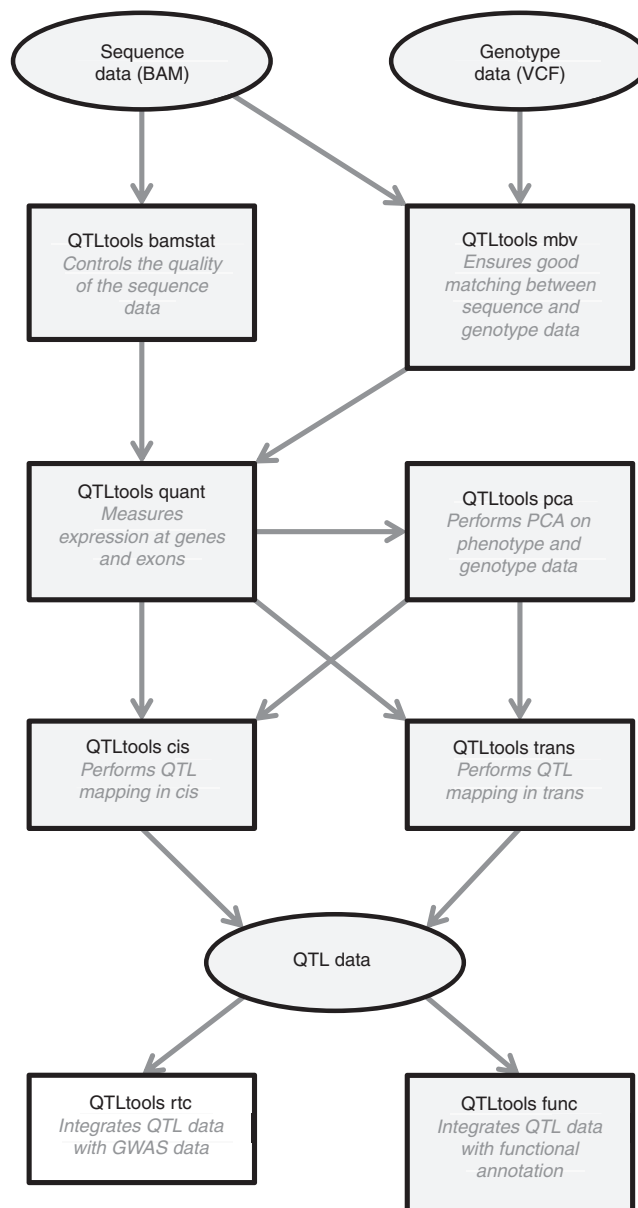 Sequence
data (BAM)
Genotype
data (VCF)
QTLtools bamstat
Controls the quality
of the sequence
data
QTLtools mbv
Ensures good
matching between
sequence and
genotype data
QTLtools quant
Measures
expression at genes
and exons
QTLtools pca
Performs PCA on
phenotype and
genotype data
QTLtools cis
Performs QTL
mapping in cis
QTLtools trans
Performs QTL
mapping in trans
QTL data
QTLtools rtc
Integrates QTL data
with GWAS data
QTLtools func
Integrates QTL data
with functional
annotation